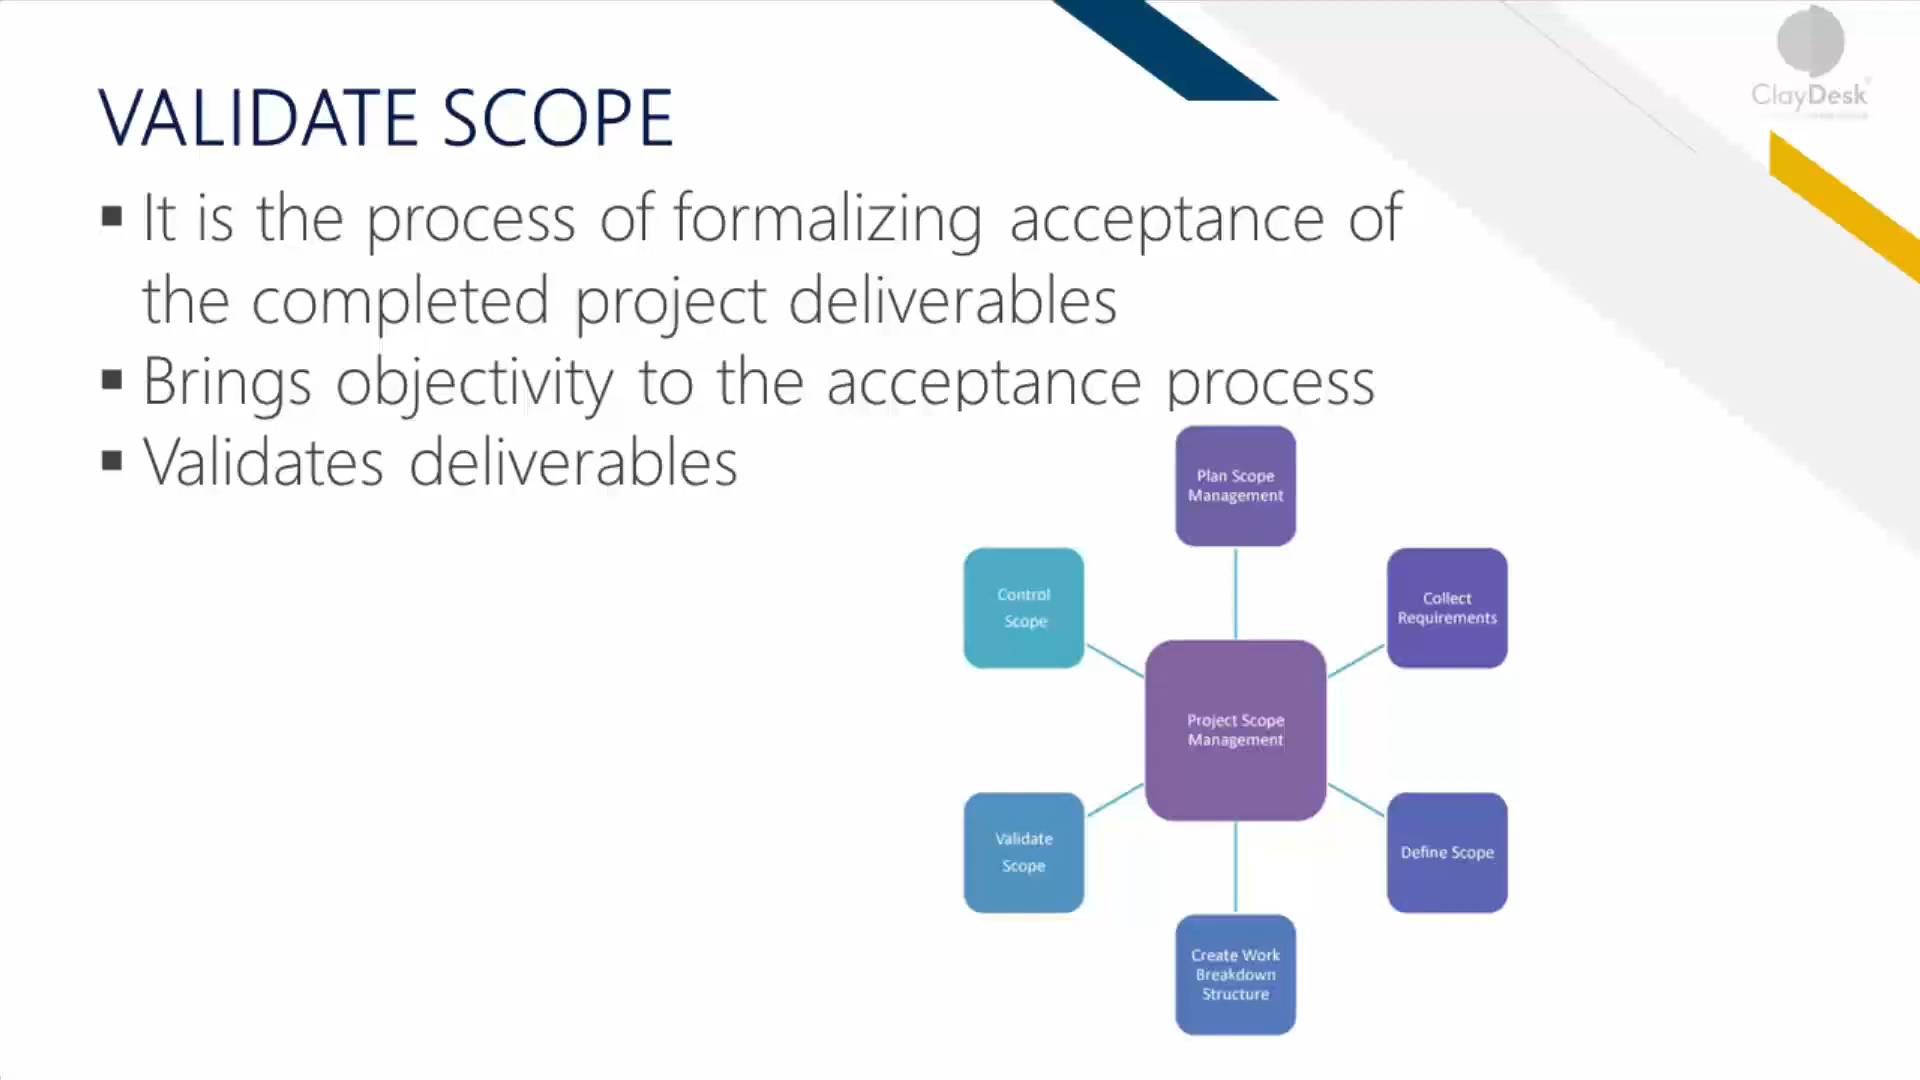 ClayDesk
VALIDATE SCOPE
▪ It is the process of formalizing acceptance of
the completed project deliverables
▪ Brings objectivity to the acceptance process
▪ Validates deliverables
Plan Scope
Management
Collect
Requirements
Define Scope
Create Work
Breakdown
Structure
Validate
Scope
Control
Scope
Project Scope
Management